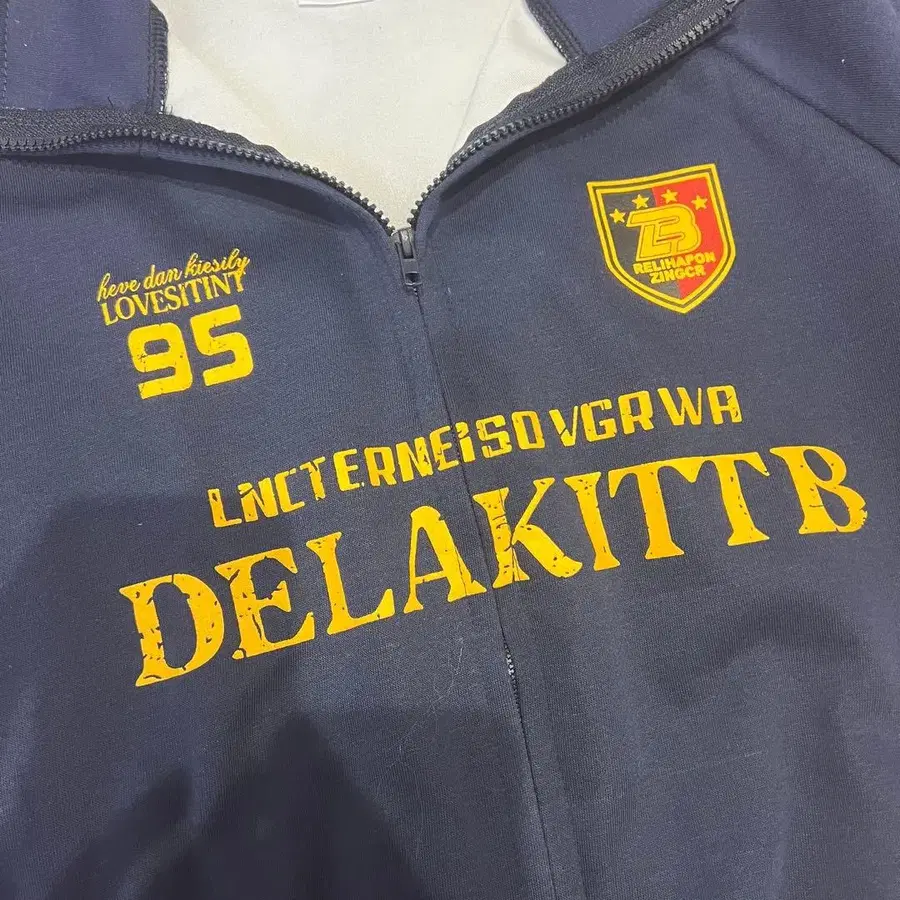 heve dan kiesily
LOVESITINT
95
B
RELIHAPON
ZINGCR
LNCTERNEISOVGRWA
DELAKITTB